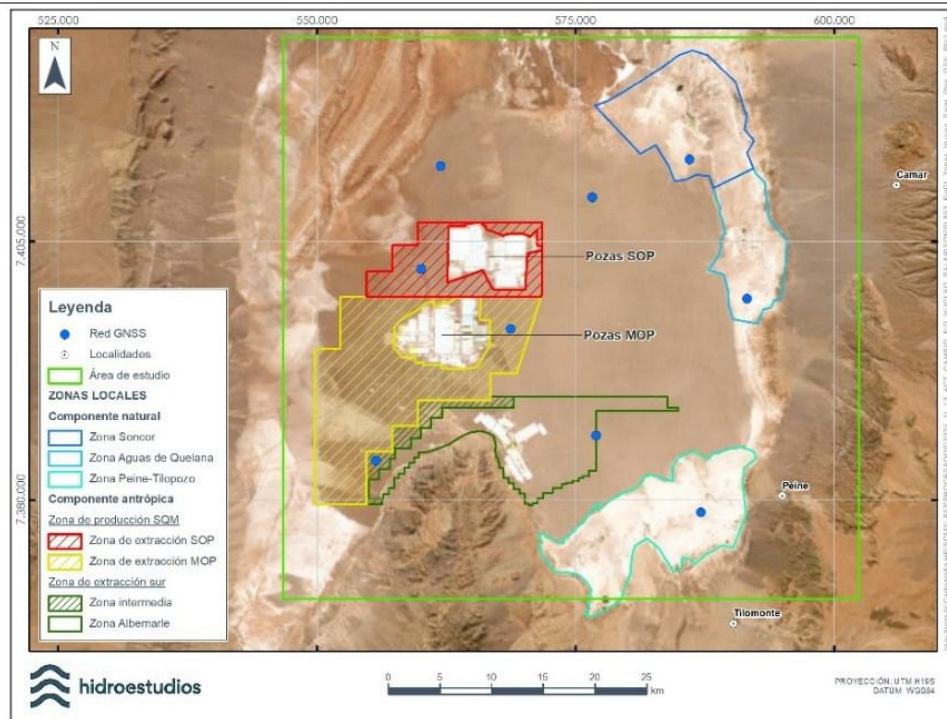 525.000 550.000 575.000 600.000
N
Camar
7.405.000
Pozas SOP
Pozas MOP
Peine
7.380.000
Tilomonte
Leyenda
Red GNSS
Localidades
Área de estudio
ZONAS LOCALES
Componente natural
Zona Soncor
Zona Aguas de Quelana
Zona Peine-Tilopozo
Componente antrópica
Zona de producción SQM
Zona de extracción SOP
Zona de extracción MOP
Zona de extracción sur
Zona intermedia
Zona Albemarle
hidroestudios
0 5 10 15 20 25
km
PROYECCIÓN: UTM H19S
DATUM: WGS84